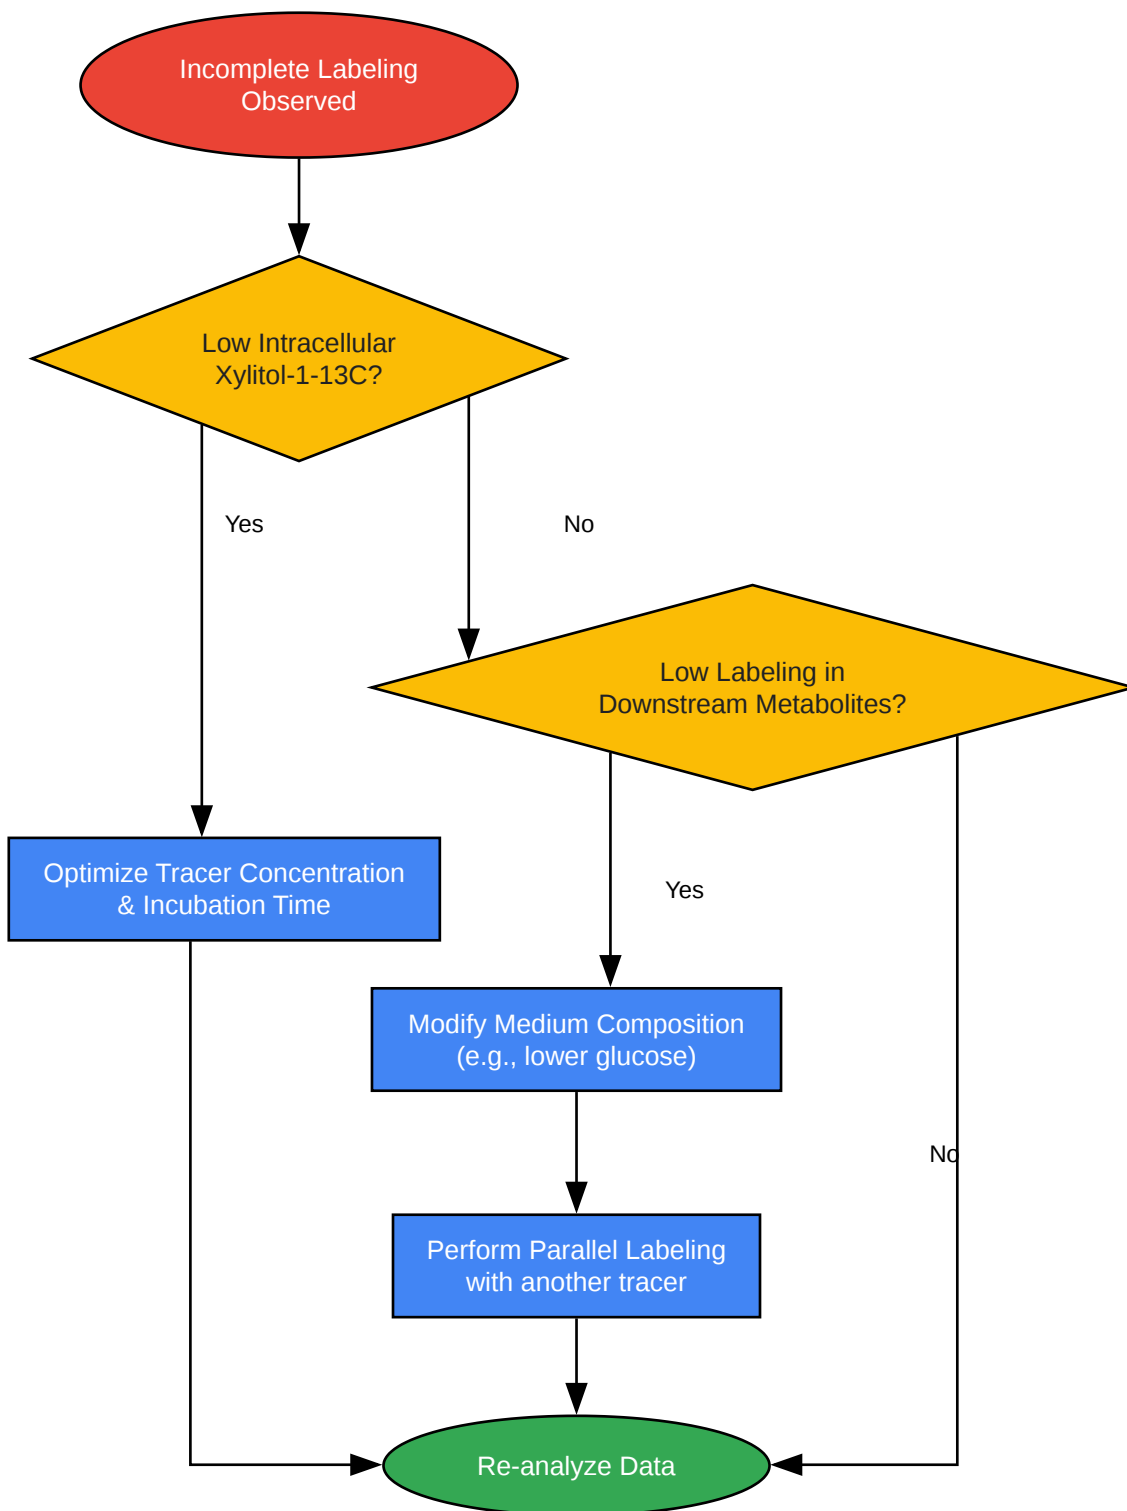 Incomplete Labeling
Observed
Low Intracellular
Xylitol-1-13C?
Yes
No
Low Labeling in
Downstream Metabolites?
Optimize Tracer Concentration
& Incubation Time
Yes
Modify Medium Composition
(e.g., lower glucose)
No
Perform Parallel Labeling
with another tracer
Re-analyze Data